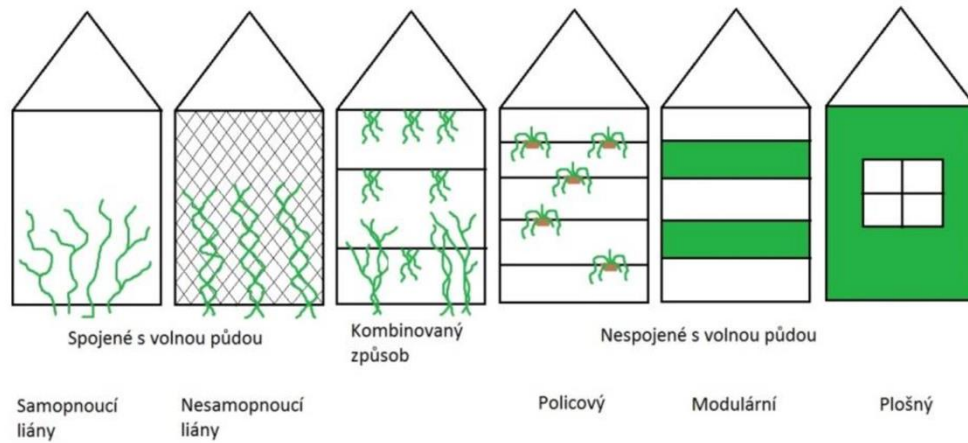 Spojené s volnou půdou
Kombinovaný
způsob
Nespojené s volnou půdou
Samopnoucí
liány
Nesamopnoucí
liány
Policový
Modulární
Plošný